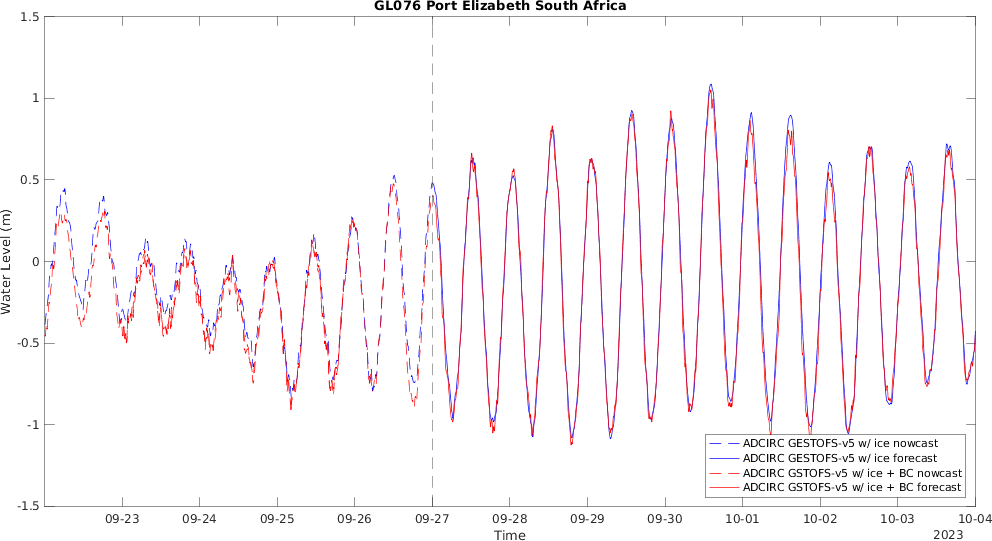 GL076 Port Elizabeth South Africa
1.5
1
0.5
0
-0.5
-1
-1.5
Water Level (m)
ADCIRC GESTOFS-v5 w/ ice nowcast
ADCIRC GESTOFS-v5 w/ ice forecast
ADCIRC GSTOFS-v5 w/ ice + BC nowcast
ADCIRC GSTOFS-v5 w/ ice + BC forecast
09-23 09-24 09-25 09-26 09-27 09-28 09-29 09-30 10-01 10-02 10-03 10-04
Time
2023